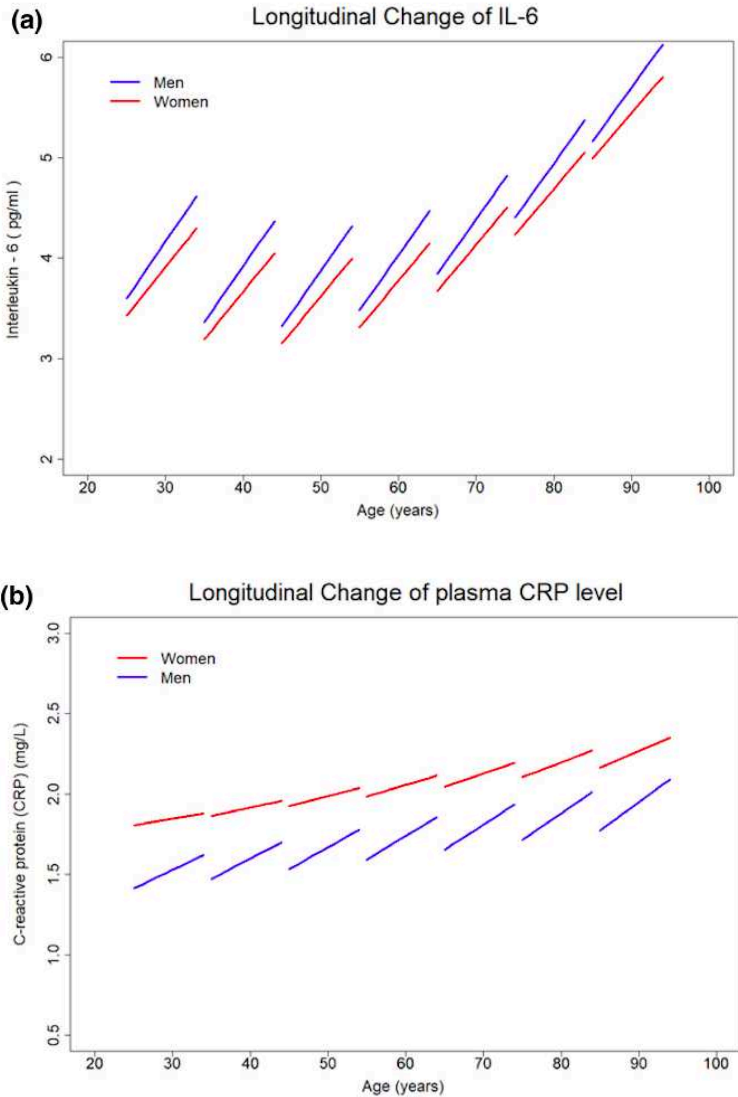 (a)
Longitudinal Change of IL-6
Men
Women
6
5
4
3
2
Interleukin - 6 ( pg/ml )
20 30 40 50 60 70 80 90 100
Age (years)
(b)
Longitudinal Change of plasma CRP level
Women
Men
3.0
2.5
2.0
1.5
1.0
0.5
C-reactive protein (CRP) (mg/L)
20 30 40 50 60 70 80 90 100
Age (years)